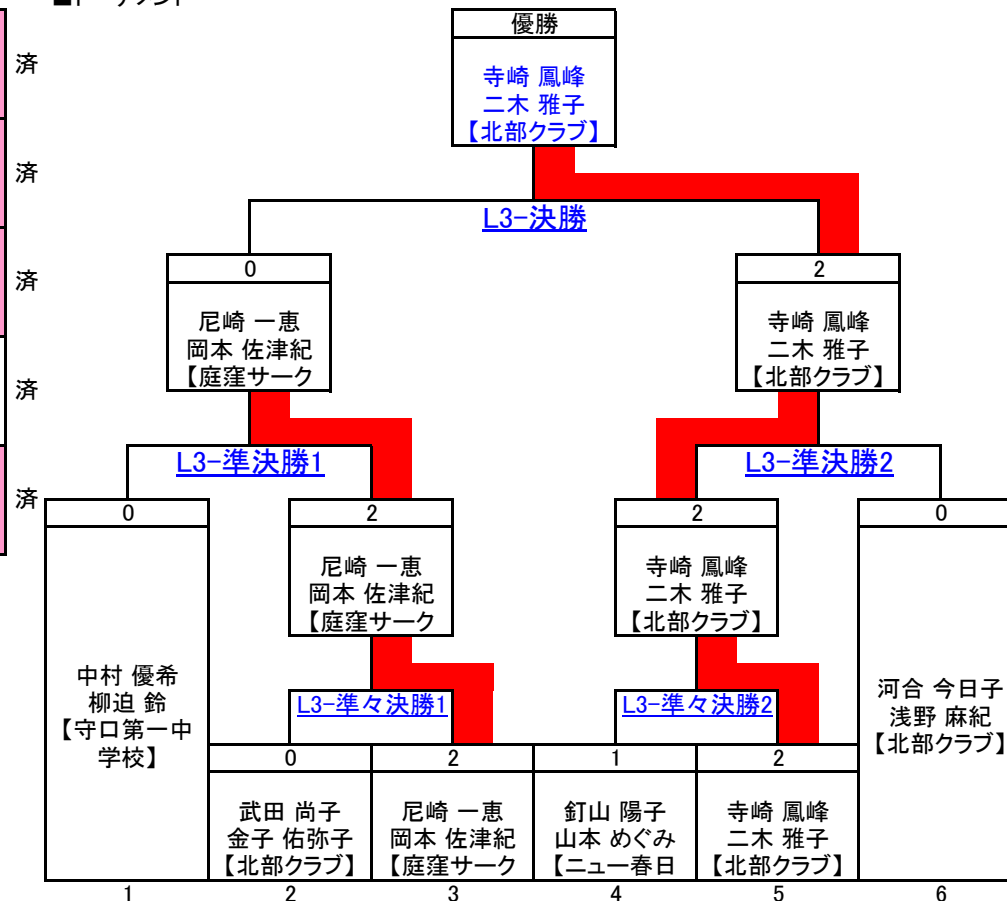 優勝
寺崎 鳳峰
二木 雅子
【北部クラブ】
済
済
済
済
済
L3-決勝
0
尼崎 一恵
岡本 佐津紀
【庭窪サーク
2
寺崎 鳳峰
二木 雅子
【北部クラブ】
L3-準決勝1
L3-準決勝2
0
中村 優希
柳迫 鈴
【守口第一中
学校】
2
尼崎 一恵
岡本 佐津紀
【庭窪サーク
2
寺崎 鳳峰
二木 雅子
【北部クラブ】
0
河合 今日子
浅野 麻紀
【北部クラブ】
L3-準々決勝1
L3-準々決勝2
0
武田 尚子
金子 佑弥子
【北部クラブ】
2
尼崎 一恵
岡本 佐津紀
【庭窪サーク
1
釘山 陽子
山本 めぐみ
【ニュー春日
2
寺崎 鳳峰
二木 雅子
【北部クラブ】
1
2
3
4
5
6